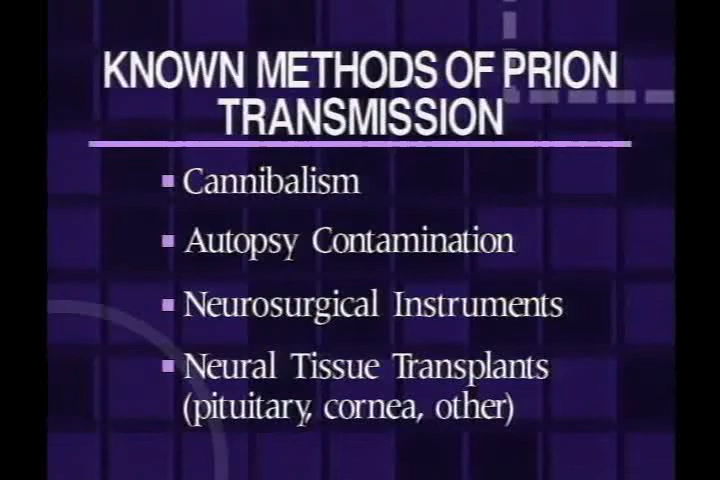 KNOWN METHODS OF PRION
TRANSMISSION
Cannibalism
Autopsy Contamination
Neurosurgical Instruments
Neural Tissue Transplants
(pituitary, cornea, other)